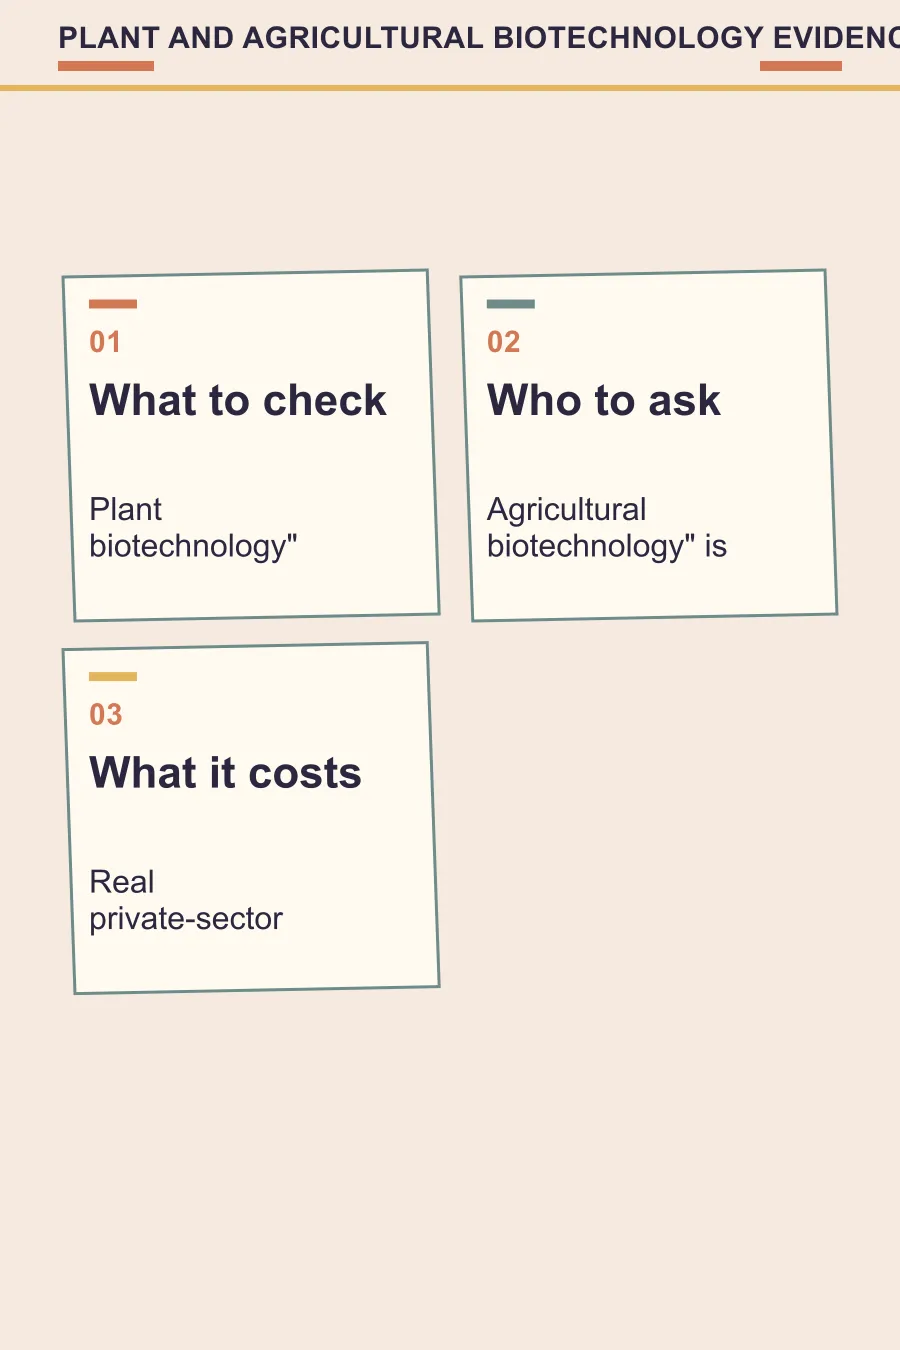 PLANT AND AGRICULTURAL BIOTECHNOLOGY EVIDENC
01
What to check
Plant
biotechnology"
02
Who to ask
Agricultural
biotechnology" is
03
What it costs
Real
private-sector